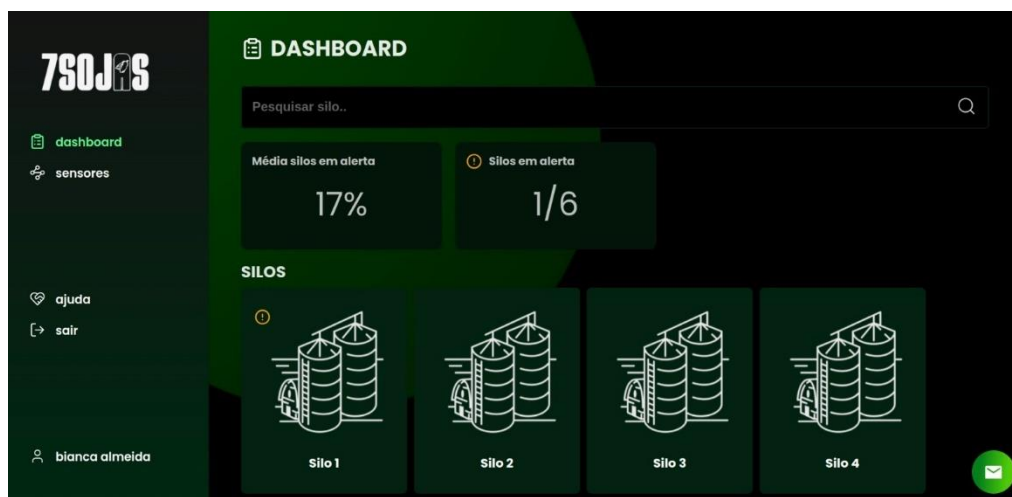 7SOJAS
dashboard
sensores
ajuda
sair
bianca almeida
DASHBOARD
Pesquisar silo..
Média silos em alerta
17%
Silos em alerta
1/6
SILOS
Silo 1
Silo 2
Silo 3
Silo 4